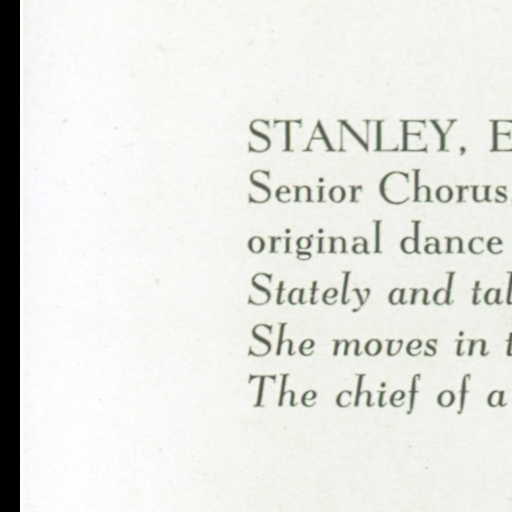 STANLEY, E
Senior Chorus
original dance
Stately and tal
She moves in t
The chief of a